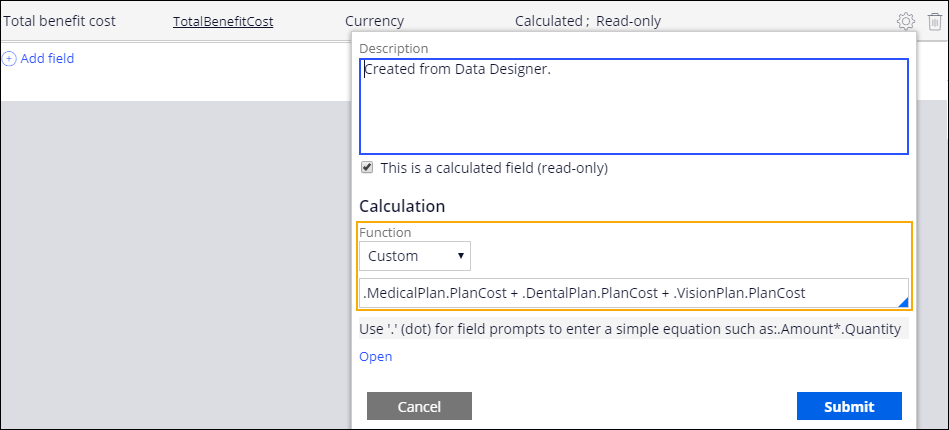 Total benefit cost TotalBenefitCost Currency Calculated ; Read-only
Add field
Description
Created from Data Designer.
This is a calculated field (read-only)
Calculation
Function
Custom
.MedicalPlan.PlanCost + .DentalPlan.PlanCost + .VisionPlan.PlanCost
Use '.' (dot) for field prompts to enter a simple equation such as:.Amount*.Quantity
Open
Cancel Submit